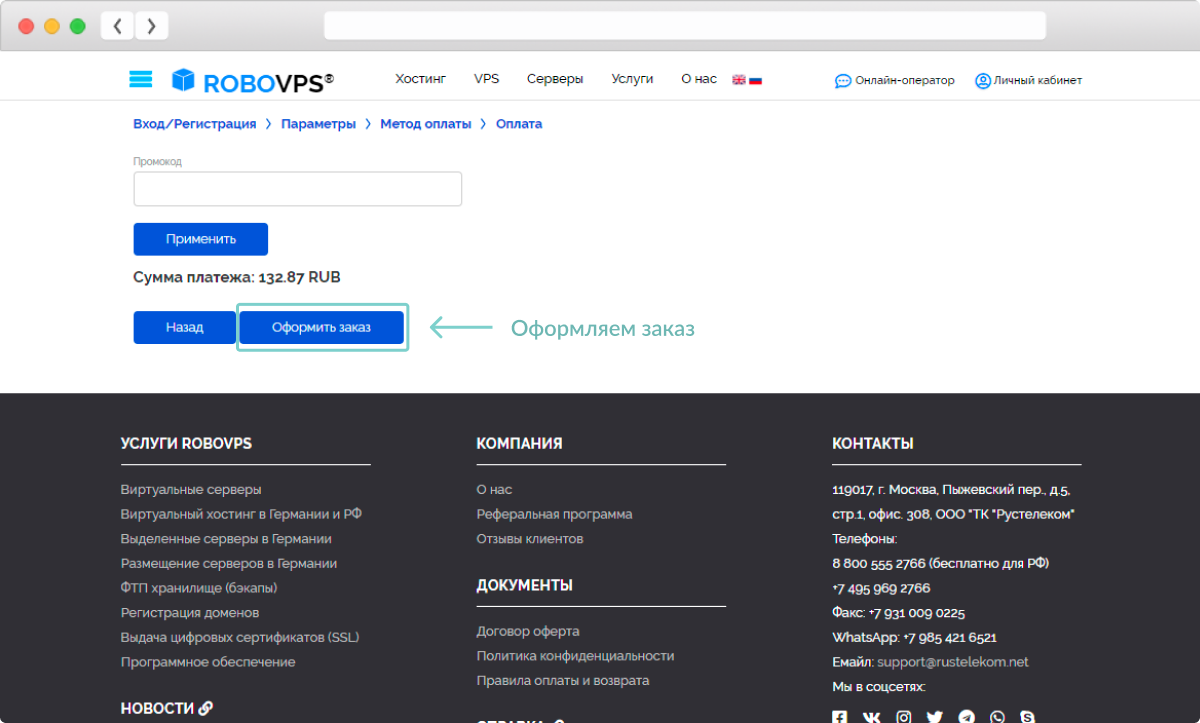 ROBOVPS®
Хостинг VPS Серверы Услуги О нас
Онлайн-оператор Личный кабинет
Вход/Регистрация > Параметры > Метод оплаты > Оплата
Промокод
Применить
Сумма платежа: 132.87 RUB
Назад
Оформить заказ
Оформляем заказ
УСЛУГИ ROBOVPS
Виртуальные серверы
Виртуальный хостинг в Германии и РФ
Выделенные серверы в Германии
Размещение серверов в Германии
ФТП хранилище (бэкапы)
Регистрация доменов
Выдача цифровых сертификатов (SSL)
Программное обеспечение
НОВОСТИ
КОМПАНИЯ
О нас
Реферальная программа
Отзывы клиентов
ДОКУМЕНТЫ
Договор оферта
Политика конфиденциальности
Правила оплаты и возврата
КОНТАКТЫ
119017, г. Москва, Пыжевский пер., д.5,
стр.1, офис. 308, ООО "ТК "Рустелеком"
Телефоны:
8 800 555 2766 (бесплатно для РФ)
+7 495 969 2766
Факс: +7 931 009 0225
WhatsApp: +7 985 421 6521
Емайл: support@rustelekom.net
Мы в соцсетях: